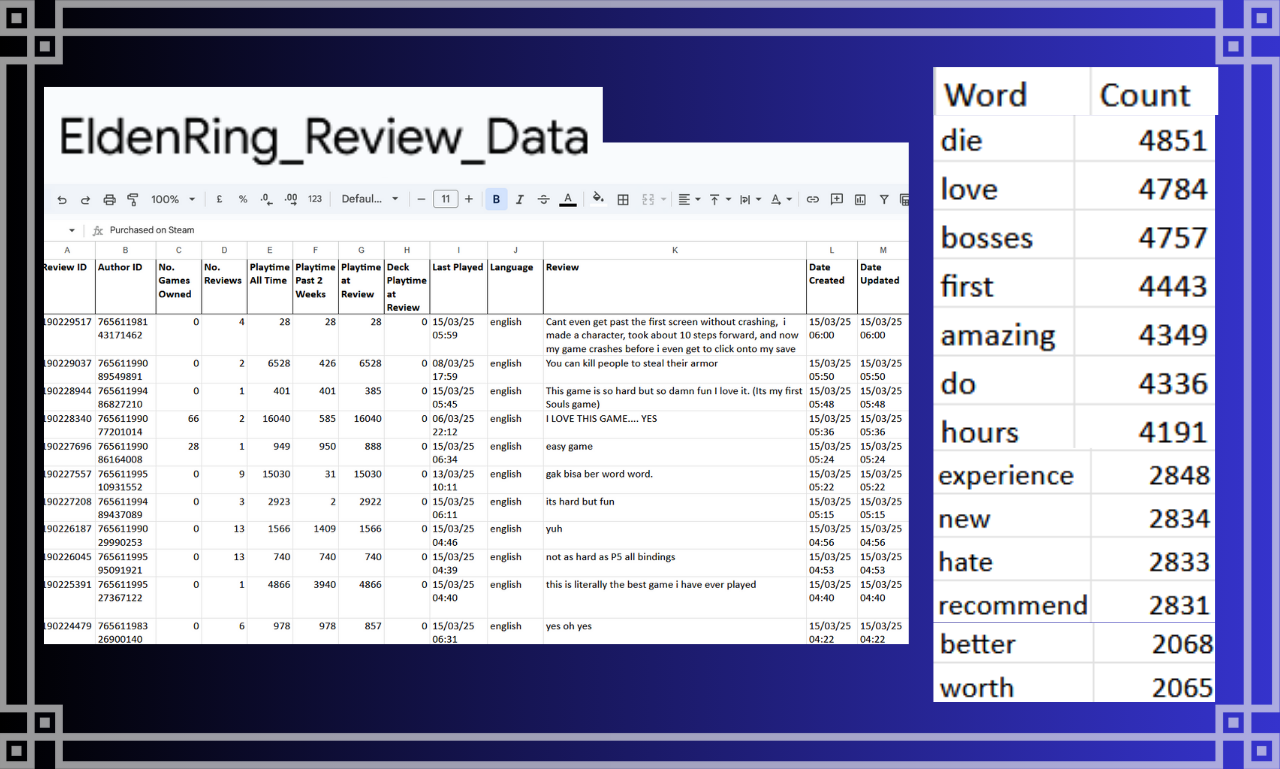 EldenRing_Review_Data
100%
£
%
.0
.00
123
Defaul...
11
B
I
S
A
A
fx Purchased on Steam
A B C D E F G H I J K L M
Review ID Author ID No. Games Owned No. Reviews Playtime All Time Playtime Past 2 Weeks Playtime at Review Deck Playtime at Review Last Played Language Review Date Created Date Updated
190229517 76561198143171462 0 4 28 28 28 0 15/03/25 05:59 english Cant even get past the first screen without crashing, i made a character, took about 10 steps forward, and now my game crashes before i even get to click onto my save 15/03/25 06:00 15/03/25 06:00
190229037 76561199089549891 0 2 6528 426 6528 0 08/03/25 17:59 english You can kill people to steal their armor 15/03/25 05:50 15/03/25 05:50
190228944 76561199486827210 0 1 401 401 385 0 15/03/25 05:45 english This game is so hard but so damn fun I love it. (Its my first Souls game) 15/03/25 05:48 15/03/25 05:48
190228340 76561199077201014 66 2 16040 585 16040 0 06/03/25 22:12 english I LOVE THIS GAME.... YES 15/03/25 05:36 15/03/25 05:36
190227696 76561199086164008 28 1 949 950 888 0 15/03/25 06:34 english easy game 15/03/25 05:24 15/03/25 05:24
190227557 76561199510931552 0 9 15030 31 15030 0 13/03/25 10:11 english gak bisa ber word word. 15/03/25 05:22 15/03/25 05:22
190227208 76561199489437089 0 3 2923 2 2922 0 15/03/25 06:11 english its hard but fun 15/03/25 05:15 15/03/25 05:15
190226187 76561199029990253 0 13 1566 1409 1566 0 15/03/25 04:46 english yuh 15/03/25 04:56 15/03/25 04:56
190226045 76561199595091921 0 13 740 740 740 0 15/03/25 04:39 english not as hard as P5 all bindings 15/03/25 04:53 15/03/25 04:53
190225391 76561199527367122 0 1 4866 3940 4866 0 15/03/25 04:40 english this is literally the best game i have ever played 15/03/25 04:40 15/03/25 04:40
190224479 76561198326900140 0 6 978 978 857 0 15/03/25 06:31 english yes oh yes 15/03/25 04:22 15/03/25 04:22
Word Count
die 4851
love 4784
bosses 4757
first 4443
amazing 4349
do 4336
hours 4191
experience 2848
new 2834
hate 2833
recommend 2831
better 2068
worth 2065